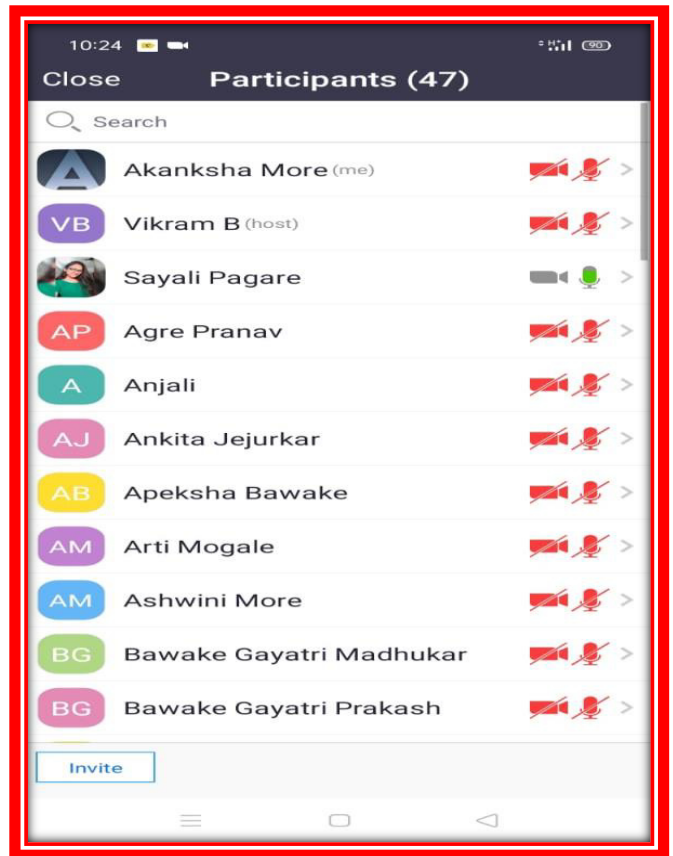 10:24
90
Close Participants (47)
Search
Akanksha More (me)
VB Vikram B (host)
Sayali Pagare
AP Agre Pranav
A Anjali
AJ Ankita Jejurkar
AB Apeksha Bawake
AM Arti Mogale
AM Ashwini More
BG Bawake Gayatri Madhukar
BG Bawake Gayatri Prakash
Invite